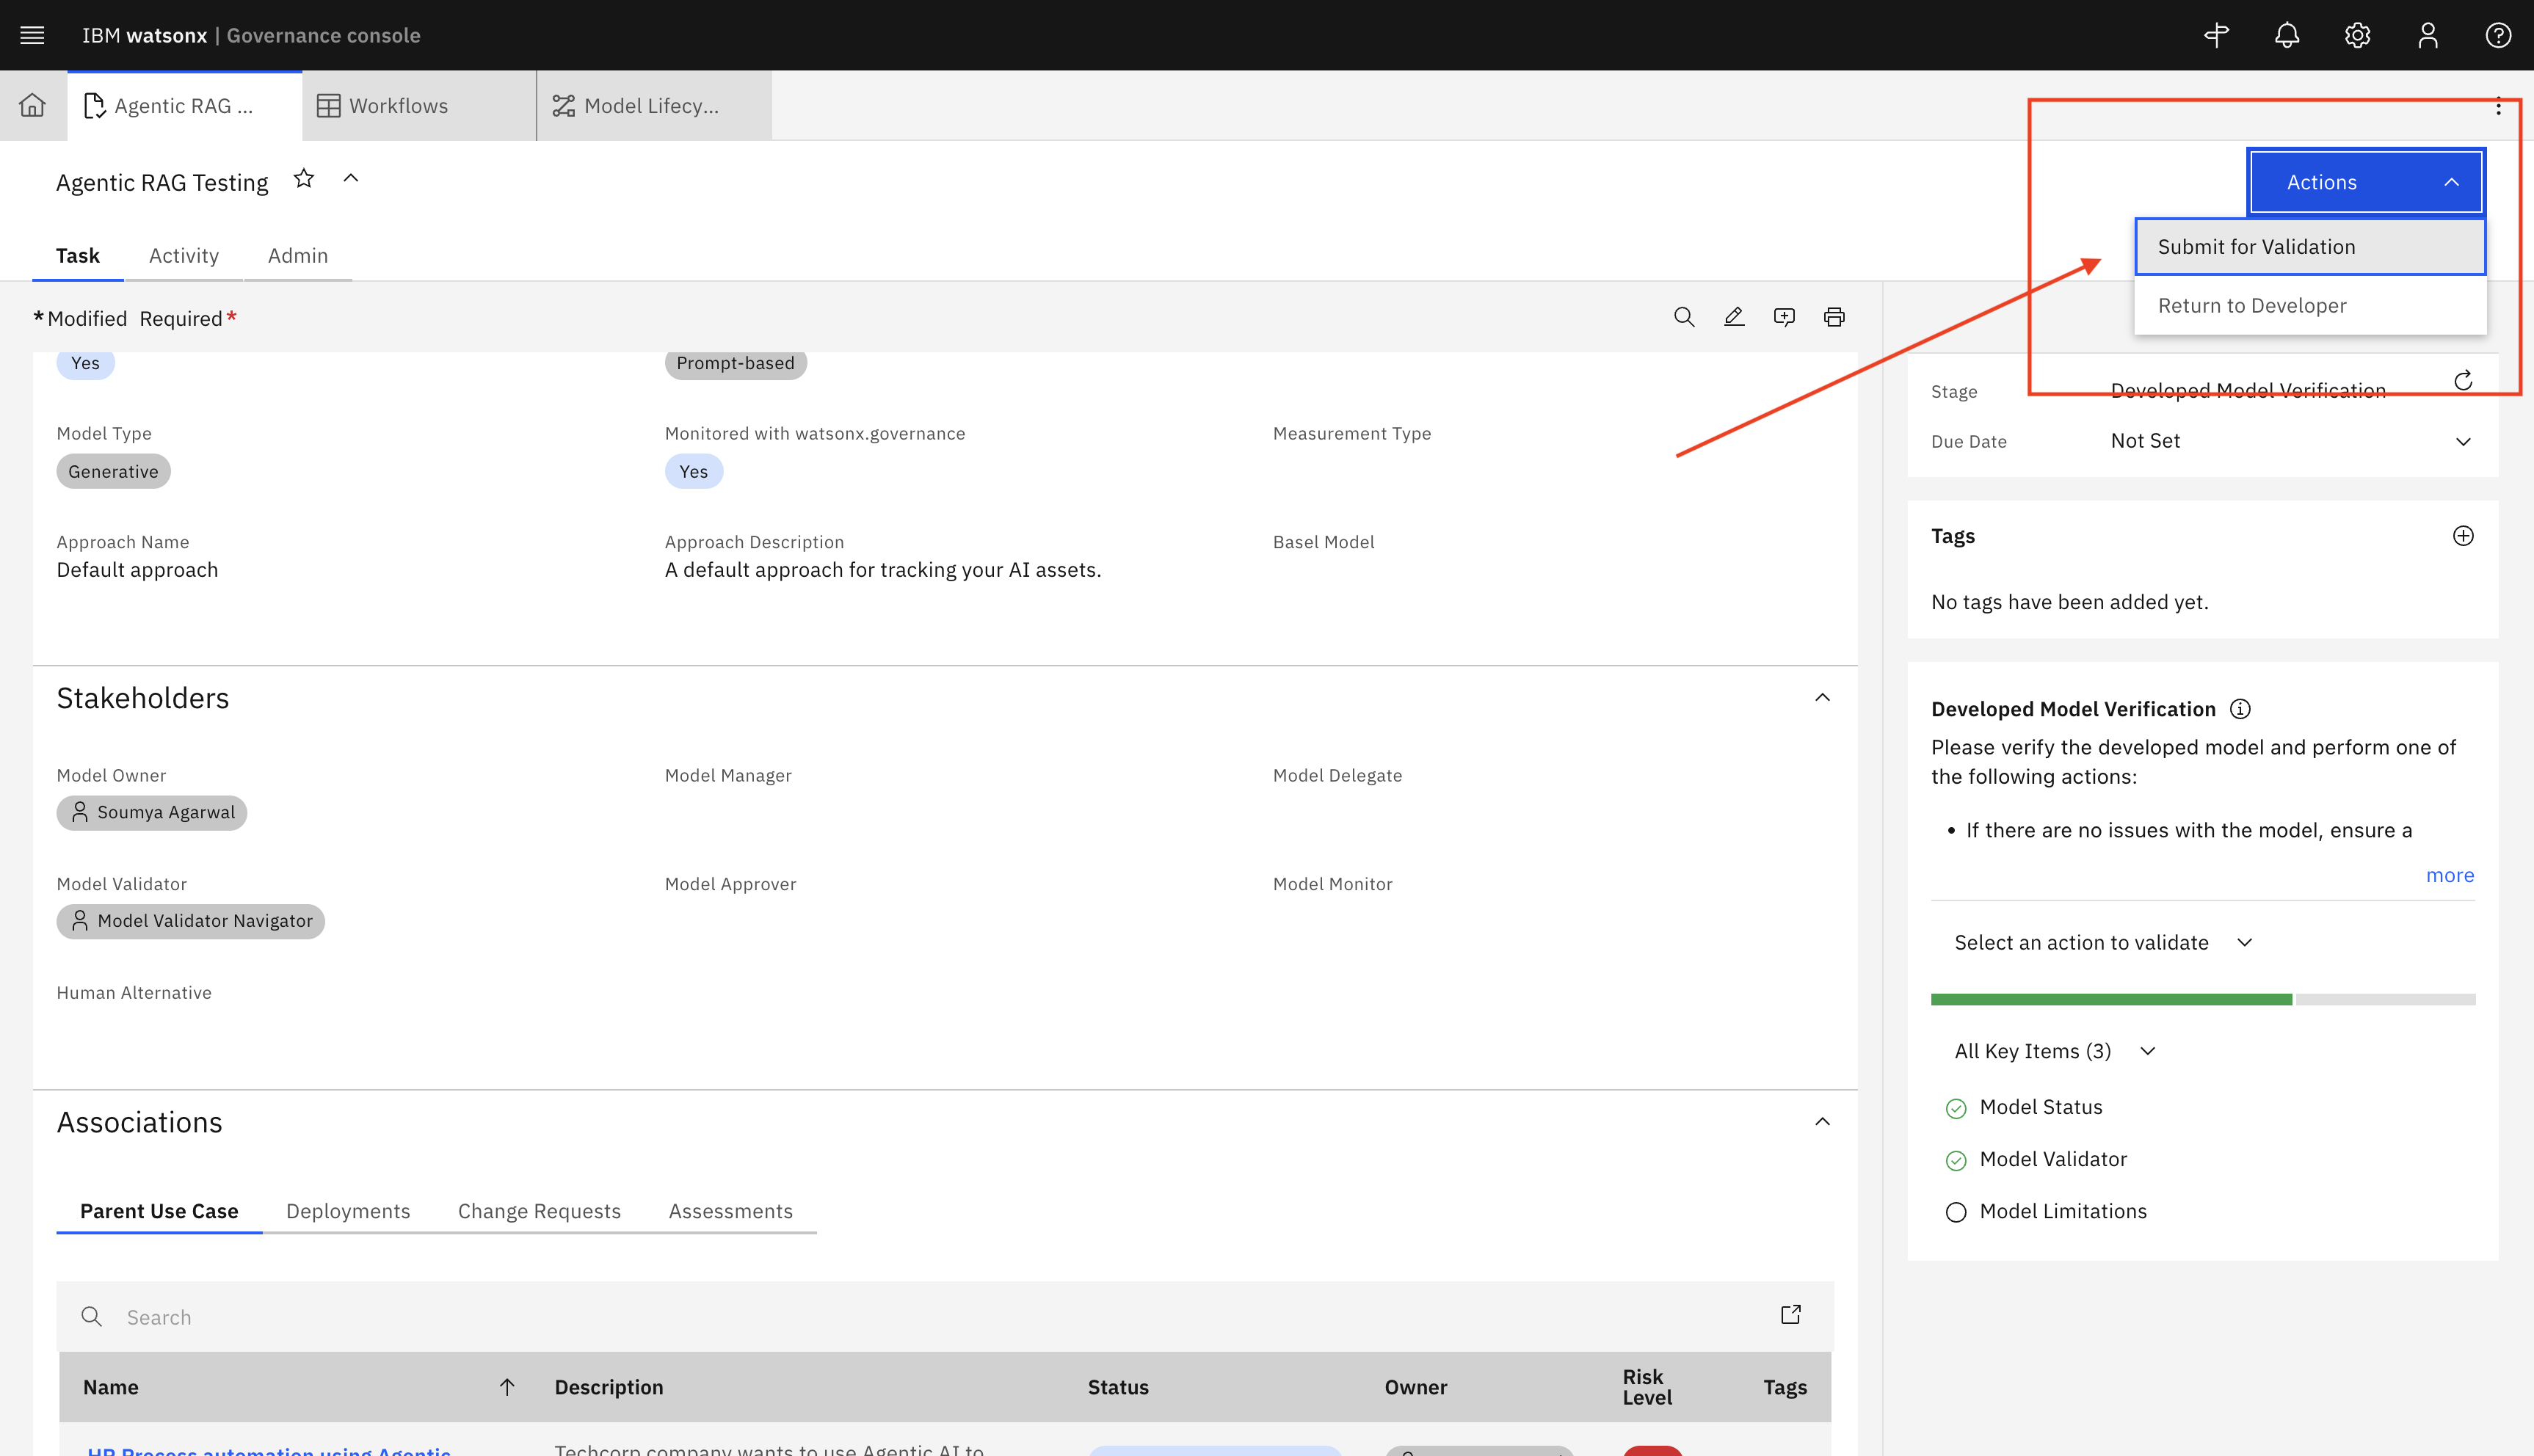 IBM watsonx | Governance console
Agentic RAG ...
Workflows
Model Lifecy...
Agentic RAG Testing
Actions
Submit for Validation
Return to Developer
Task Activity Admin
*Modified Required*
Yes Prompt-based
Stage Developed Model Verification
Due Date Not Set
Model Type Monitored with watsonx.governance Measurement Type
Generative Yes
Approach Name Approach Description Basel Model
Default approach A default approach for tracking your AI assets.
Tags
No tags have been added yet.
Stakeholders
Model Owner Model Manager Model Delegate
Soumya Agarwal
Model Validator Model Approver Model Monitor
Model Validator Navigator
Human Alternative
Developed Model Verification
Please verify the developed model and perform one of
the following actions:
• If there are no issues with the model, ensure a
more
Select an action to validate
All Key Items (3)
Model Status
Model Validator
Model Limitations
Associations
Parent Use Case Deployments Change Requests Assessments
Search
Name Description Status Owner Risk Level Tags
HR Process automation using Agentic Techcorp company wants to use Agentic AI to